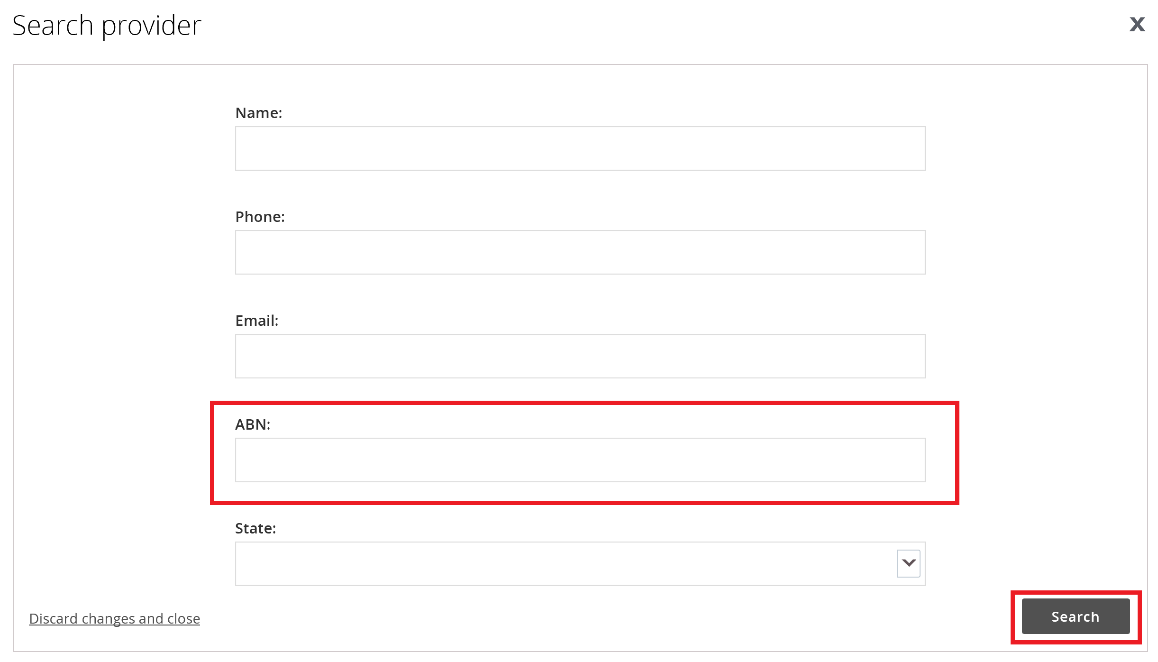 Search provider
X
Name:
Phone:
Email:
ABN:
State:
Discard changes and close
Search